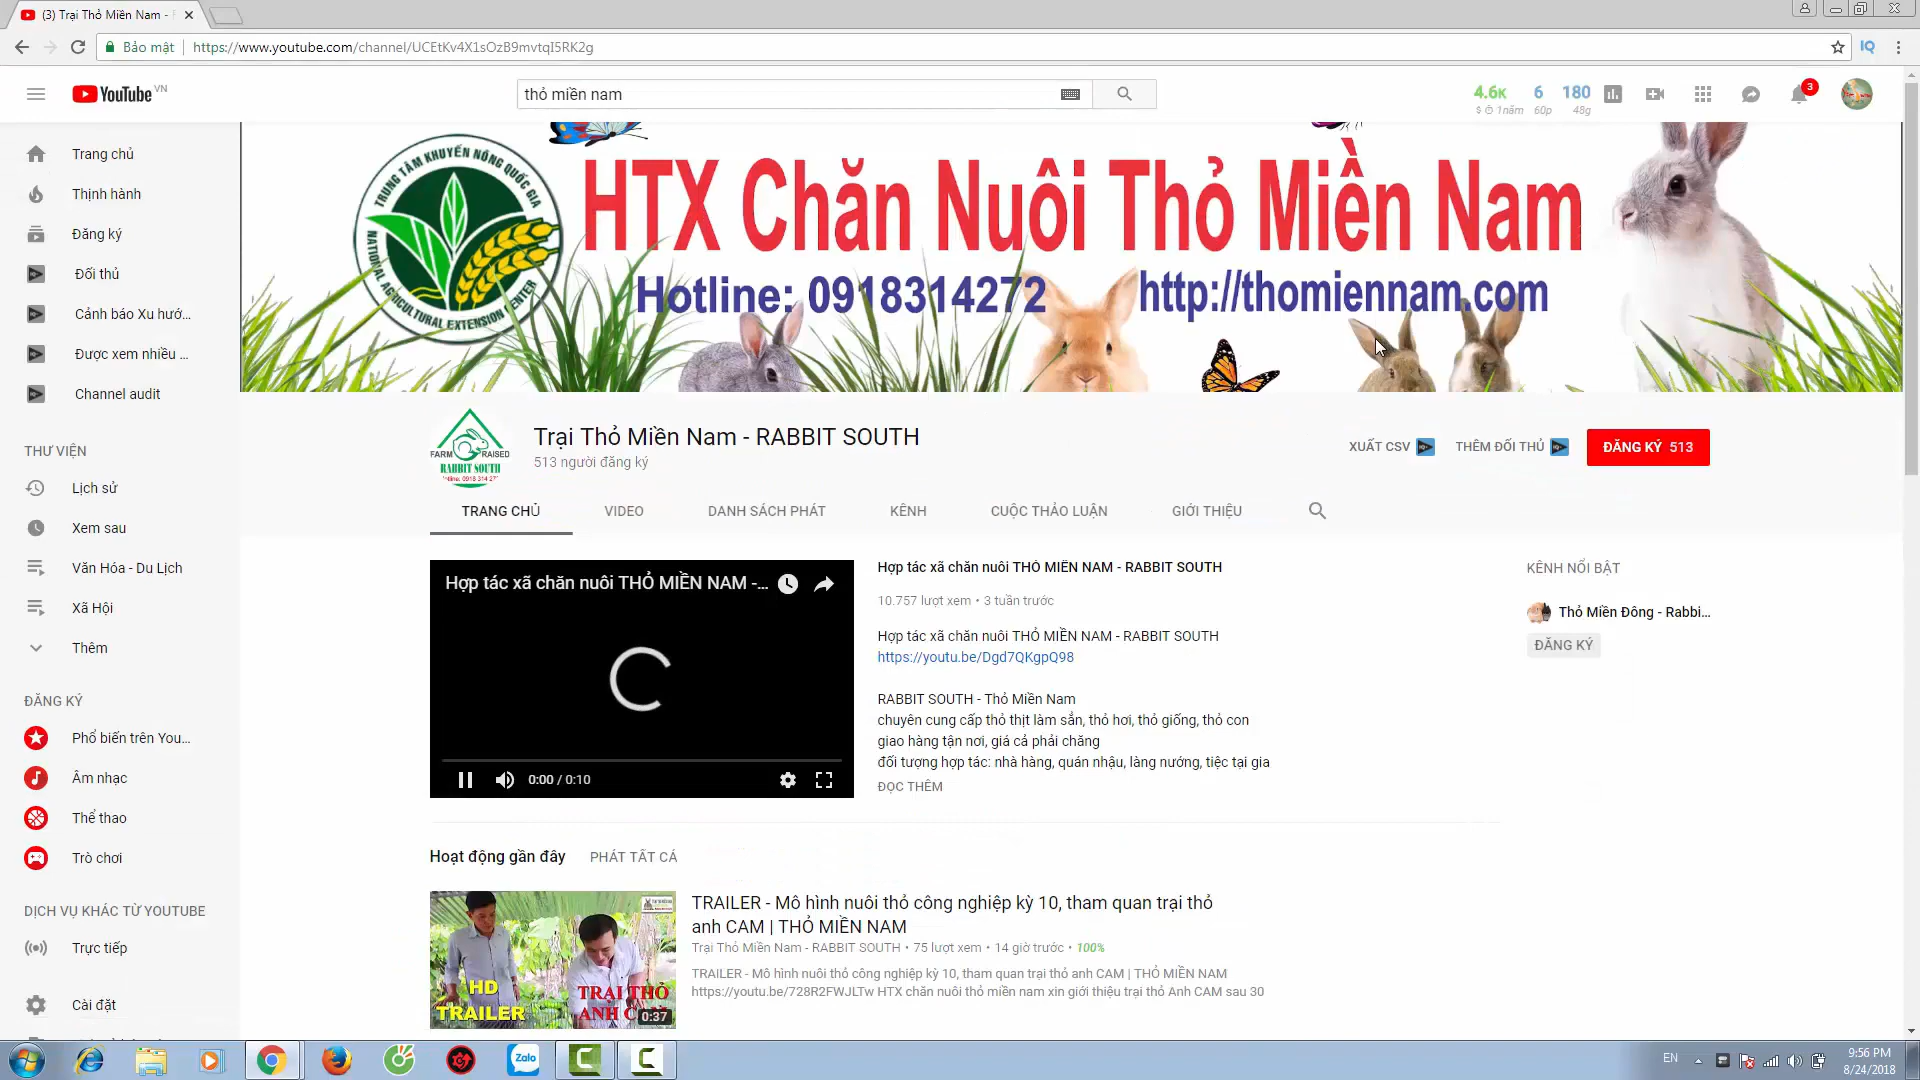 (3) Trại Thỏ Miền Nam -
Bảo mật
https://www.youtube.com/channel/UCEtKv4X1sOzB9mvtqI5RK2g
IQ
YouTube VN
thỏ miền nam
4.6K 6 180
$ 1năm 60p 48g
3
Trang chủ
Thịnh hành
Đăng ký
Đối thủ
Cảnh báo Xu hướ...
Được xem nhiều ...
Channel audit
THƯ VIỆN
Lịch sử
Xem sau
Văn Hóa - Du Lịch
Xã Hội
Thêm
ĐĂNG KÝ
Phổ biến trên You...
Âm nhạc
Thể thao
Trò chơi
DỊCH VỤ KHÁC TỪ YOUTUBE
Trực tiếp
Cài đặt
TRUNG TÂM KHUYẾN NÔNG QUỐC GIA
NATIONAL AGRICULTURAL EXTENSION CENTER
HTX Chăn Nuôi Thỏ Miền Nam
Hotline: 0918314272
http://thomiennam.com
FARM RAISED
RABBIT SOUTH
Trại Thỏ Miền Nam - RABBIT SOUTH
513 người đăng ký
XUẤT CSV
THÊM ĐỐI THỦ
ĐĂNG KÝ 513
TRANG CHỦ
VIDEO
DANH SÁCH PHÁT
KÊNH
CUỘC THẢO LUẬN
GIỚI THIỆU
Hợp tác xã chăn nuôi THỎ MIỀN NAM -...
0:00 / 0:10
Hợp tác xã chăn nuôi THỎ MIỀN NAM - RABBIT SOUTH
10.757 lượt xem • 3 tuần trước
Hợp tác xã chăn nuôi THỎ MIỀN NAM - RABBIT SOUTH
https://youtu.be/Dgd7QKgpQ98
RABBIT SOUTH - Thỏ Miền Nam
chuyên cung cấp thỏ thịt làm sẳn, thỏ hơi, thỏ giống, thỏ con
giao hàng tận nơi, giá cả phải chăng
đối tượng hợp tác: nhà hàng, quán nhậu, làng nướng, tiệc tại gia
ĐỌC THÊM
KÊNH NỔI BẬT
Thỏ Miền Đông - Rabbi...
ĐĂNG KÝ
Hoạt động gần đây
PHÁT TẤT CẢ
HD
TRAILER
TRẠI THỎ
ANH
0:37
TRAILER - Mô hình nuôi thỏ công nghiệp kỳ 10, tham quan trại thỏ
anh CAM | THỎ MIỀN NAM
Trại Thỏ Miền Nam - RABBIT SOUTH • 75 lượt xem • 14 giờ trước • 100%
TRAILER - Mô hình nuôi thỏ công nghiệp kỳ 10, tham quan trại thỏ anh CAM | THỎ MIỀN NAM
https://youtu.be/728R2FWJLTw HTX chăn nuôi thỏ miền nam xin giới thiệu trại thỏ Anh CAM sau 30
Zalo
EN
9:56 PM
8/24/2018